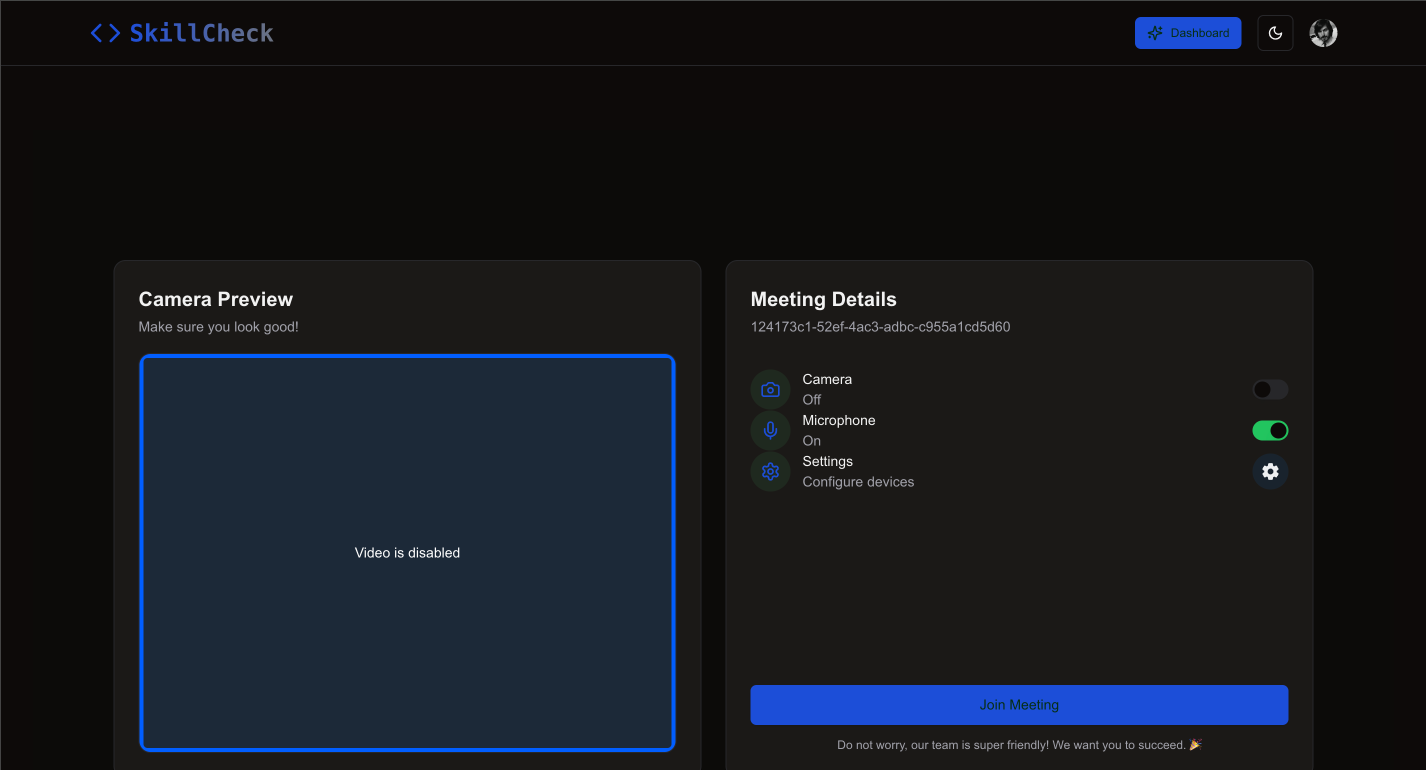 SkillCheck
Dashboard
Camera Preview
Make sure you look good!
Video is disabled
Meeting Details
124173c1-52ef-4ac3-adbc-c955a1cd5d60
Camera
Off
Microphone
On
Settings
Configure devices
Join Meeting
Do not worry, our team is super friendly! We want you to succeed. 🎉